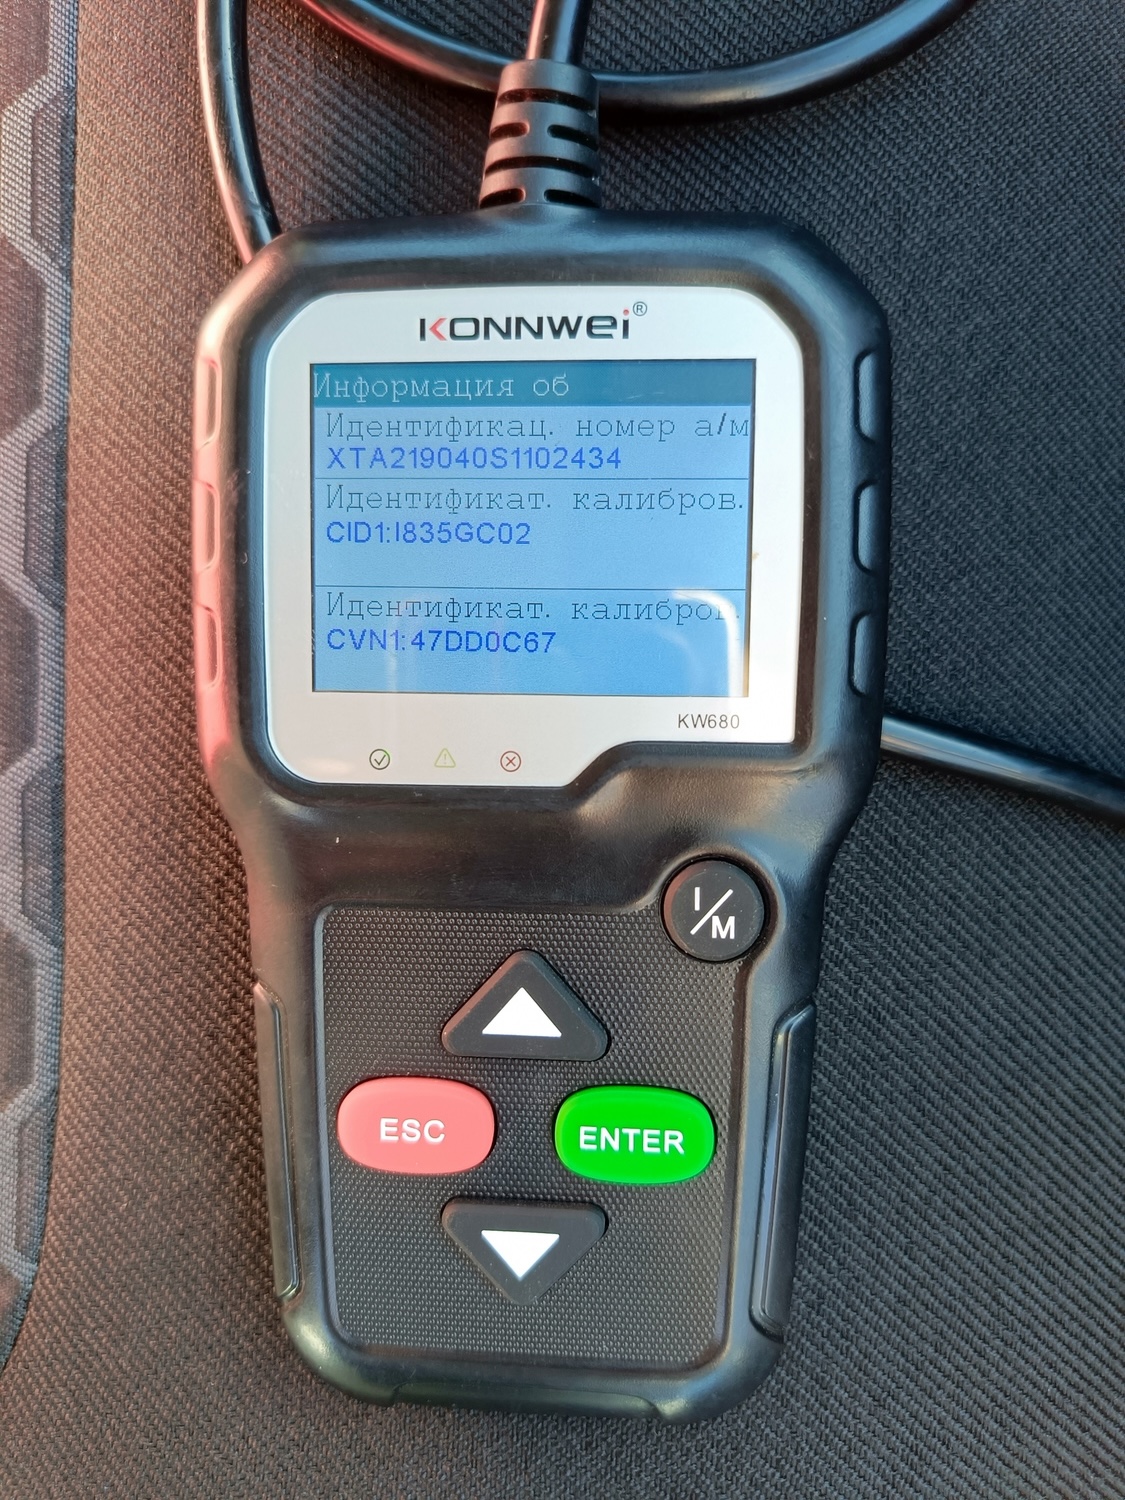 KONNWEI®
Информация об
Идентификац. номер а/м
XTA219040S1102434
Идентификат. калибров.
CID1:I835GC02
Идентификат. калибров.
CVN1:47DD0C67
KW680
I/M
ESC
ENTER